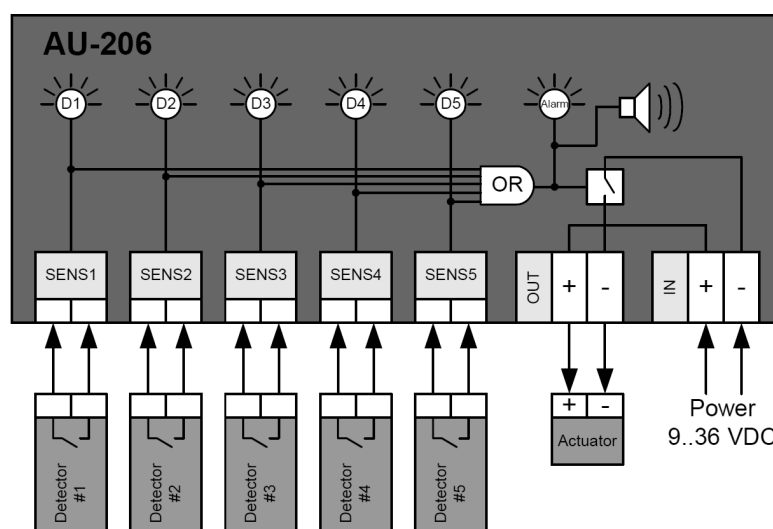 AU-206
D1 D2 D3 D4 D5 Alarm
OR
SENS1 SENS2 SENS3 SENS4 SENS5 OUT + - IN + -
+ -
Actuator
Power
9..36 VDC
Detector
#1
Detector
#2
Detector
#3
Detector
#4
Detector
#5